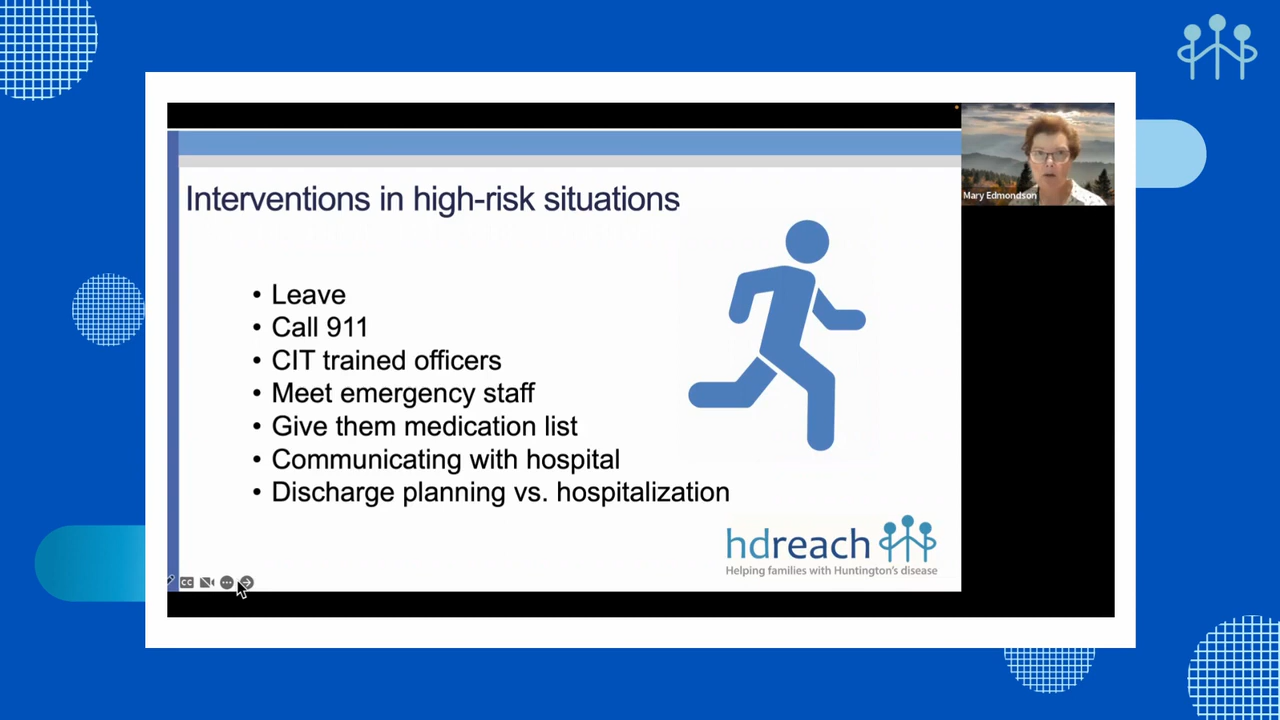 Interventions in high-risk situations
• Leave
• Call 911
• CIT trained officers
• Meet emergency staff
• Give them medication list
• Communicating with hospital
• Discharge planning vs. hospitalization
hdreach
Helping families with Huntington's disease
CC
Mary Edmondson